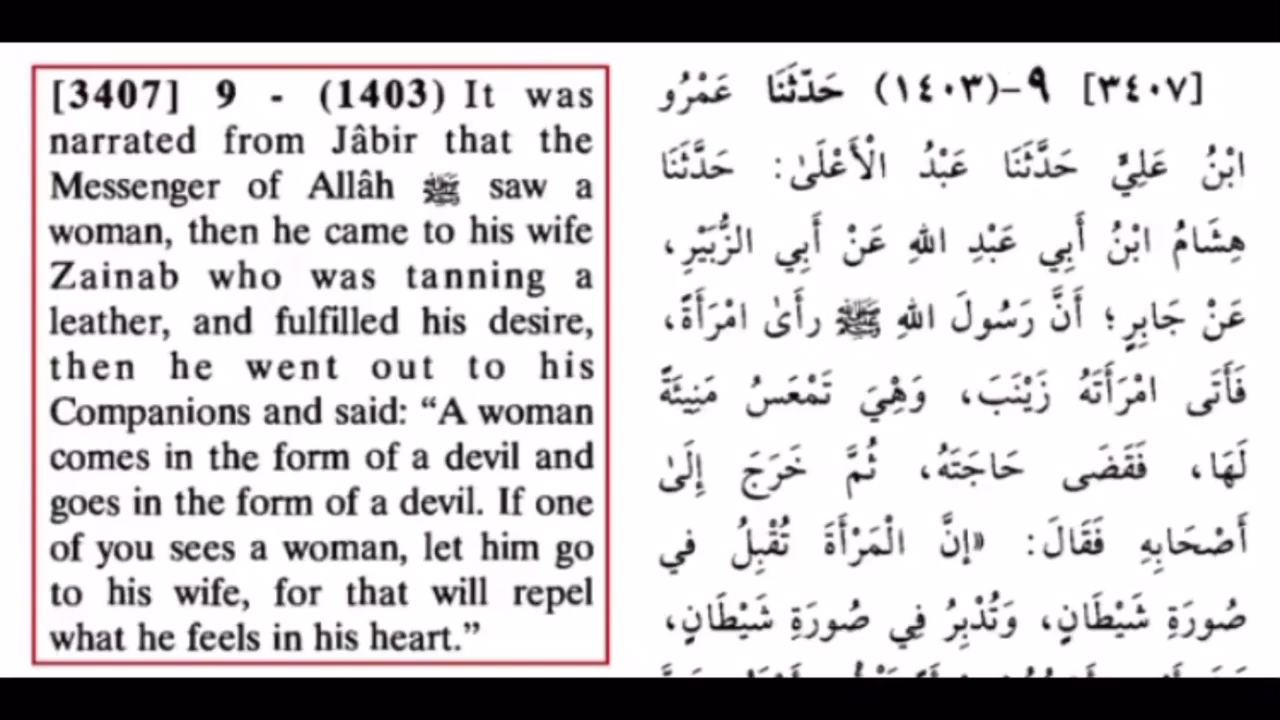 [3407] 9 - (1403) It was
narrated from Jâbir that the
Messenger of Allâh ﷺ saw a
woman, then he came to his wife
Zainab who was tanning a
leather, and fulfilled his desire,
then he went out to his
Companions and said: “A woman
comes in the form of a devil and
goes in the form of a devil. If one
of you sees a woman, let him go
to his wife, for that will repel
what he feels in his heart.”
[٣٤٠٧] ٩-(١٤٠٣) حَدَّثَنَا عَمْرُو
ابْنُ عَلِيٍّ حَدَّثَنَا عَبْدُ الْأَعْلَىٰ: حَدَّثَنَا
هِشَامُ ابْنُ أَبِي عَبْدِ اللهِ عَنْ أَبِي الزُّبَيْرِ،
عَنْ جَابِرٍ؛ أَنَّ رَسُولَ اللهِ ﷺ رَأَىٰ امْرَأَةً،
فَأَتَى امْرَأَتَهُ زَيْنَبَ، وَهِيَ تَمْعَسُ مَنِيئَةً
لَهَا، فَقَضَى حَاجَتَهُ، ثُمَّ خَرَجَ إِلَىٰ
أَصْحَابِهِ فَقَالَ: «إِنَّ الْمَرْأَةَ تُقْبِلُ في
صُورَةِ شَيْطَانٍ، وَتُدْبِرُ فِي صُورَةِ شَيْطَانٍ،